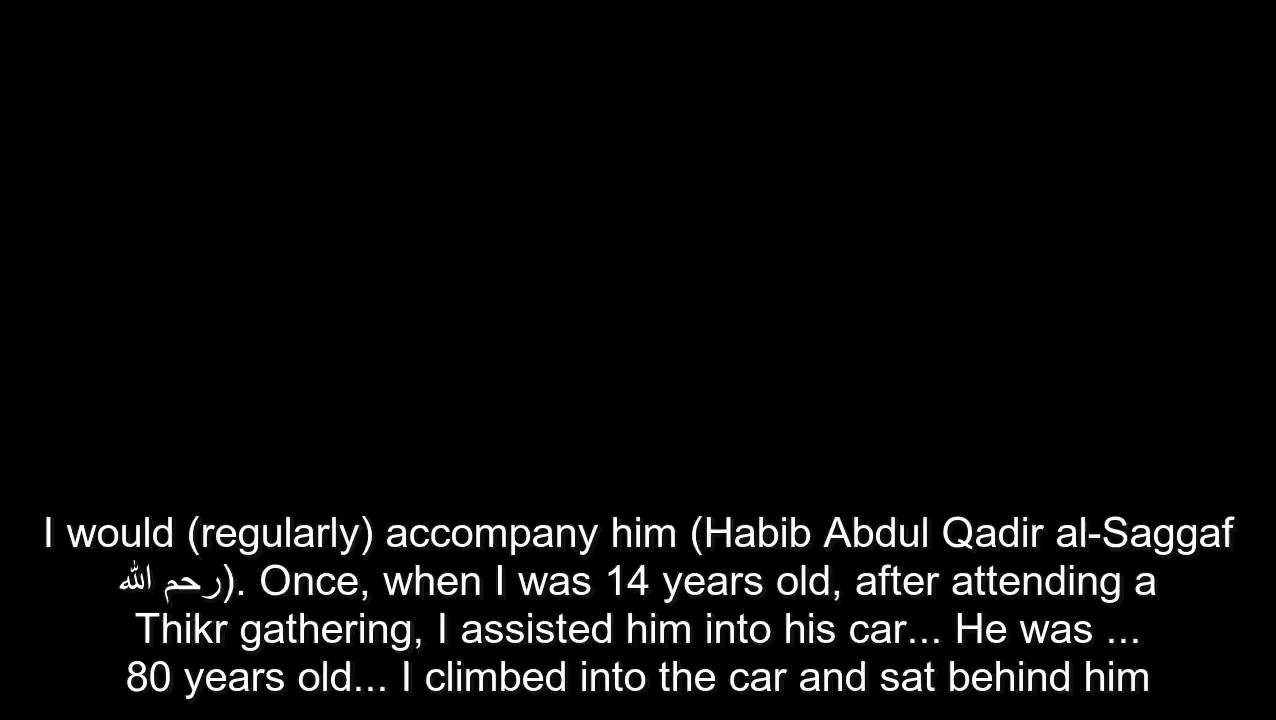 I would (regularly) accompany him (Habib Abdul Qadir al-Saggaf
رحم الله). Once, when I was 14 years old, after attending a
Thikr gathering, I assisted him into his car... He was ...
80 years old... I climbed into the car and sat behind him